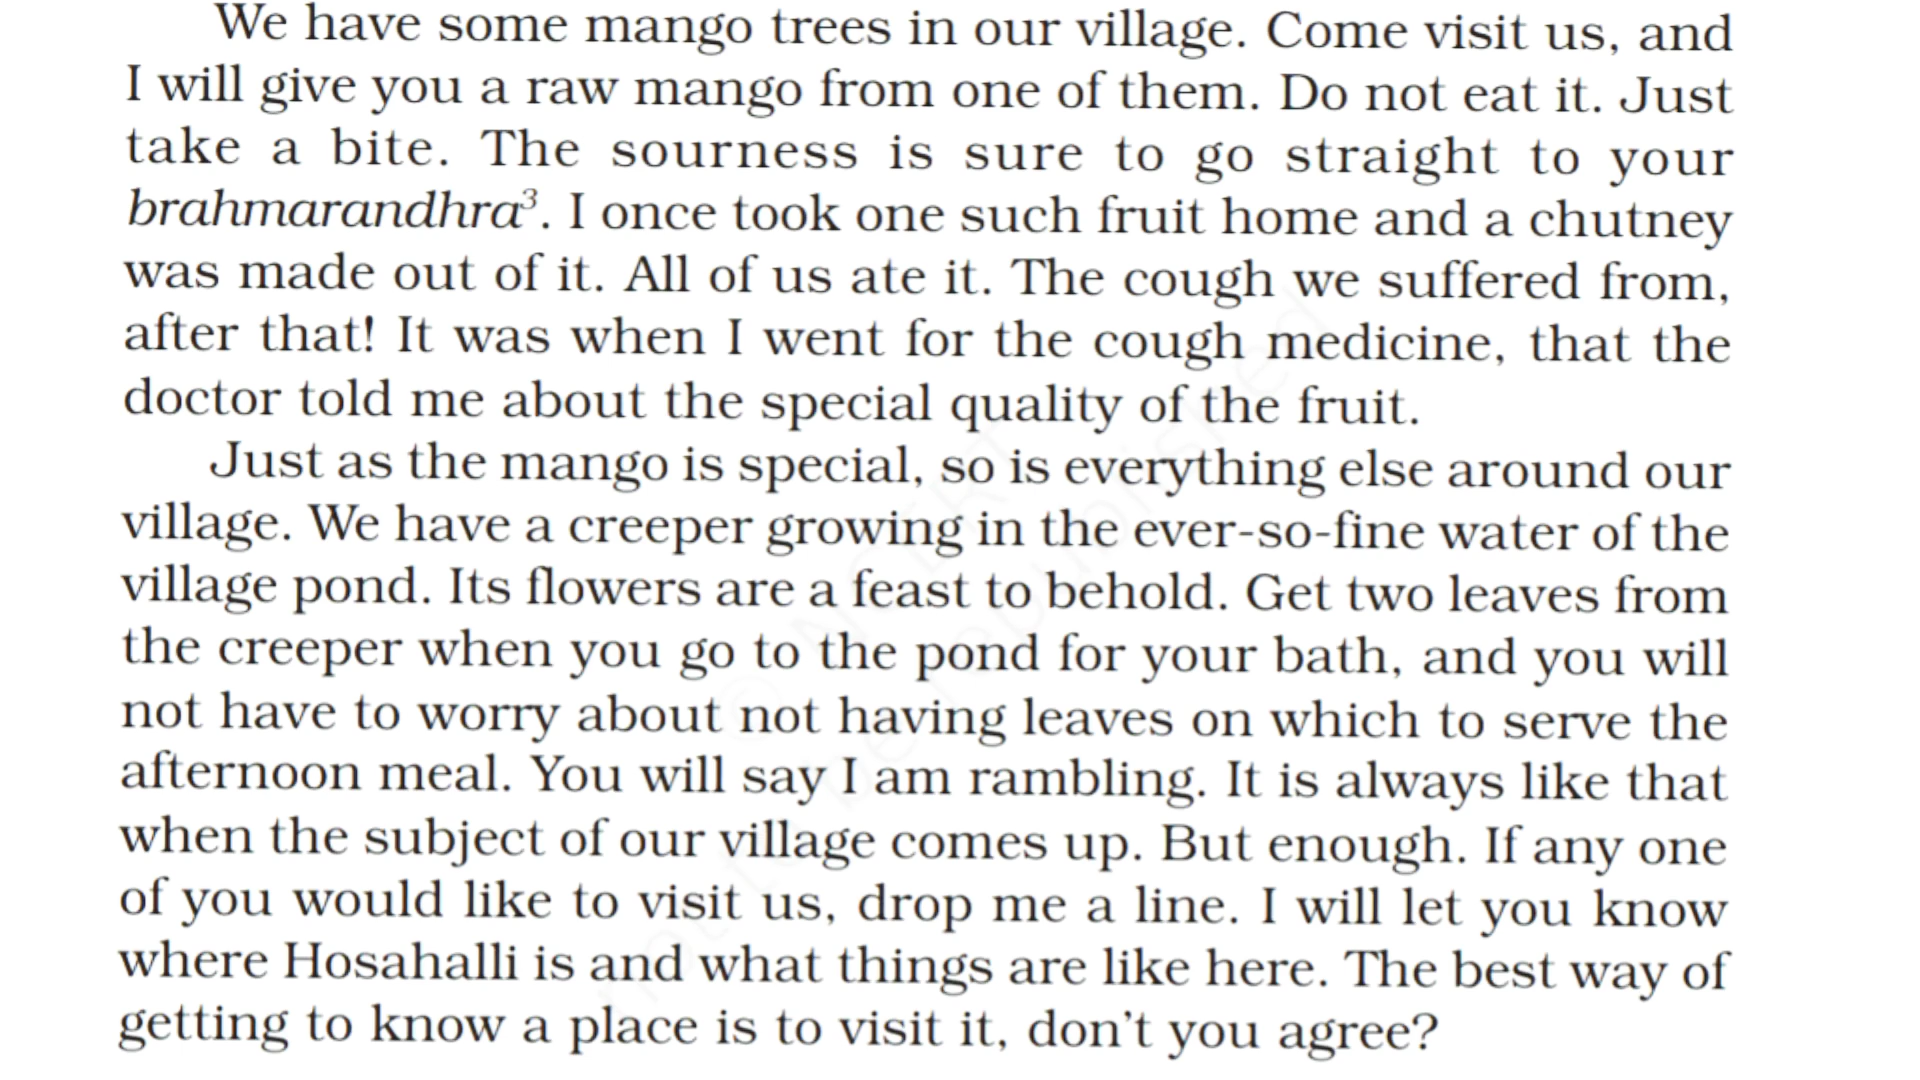 We have some mango trees in our village. Come visit us, and
I will give you a raw mango from one of them. Do not eat it. Just
take a bite. The sourness is sure to go straight to your
brahmarandhra³. I once took one such fruit home and a chutney
was made out of it. All of us ate it. The cough we suffered from,
after that! It was when I went for the cough medicine, that the
doctor told me about the special quality of the fruit.
Just as the mango is special, so is everything else around our
village. We have a creeper growing in the ever-so-fine water of the
village pond. Its flowers are a feast to behold. Get two leaves from
the creeper when you go to the pond for your bath, and you will
not have to worry about not having leaves on which to serve the
afternoon meal. You will say I am rambling. It is always like that
when the subject of our village comes up. But enough. If any one
of you would like to visit us, drop me a line. I will let you know
where Hosahalli is and what things are like here. The best way of
getting to know a place is to visit it, don't you agree?
© NCERT
not to be republished